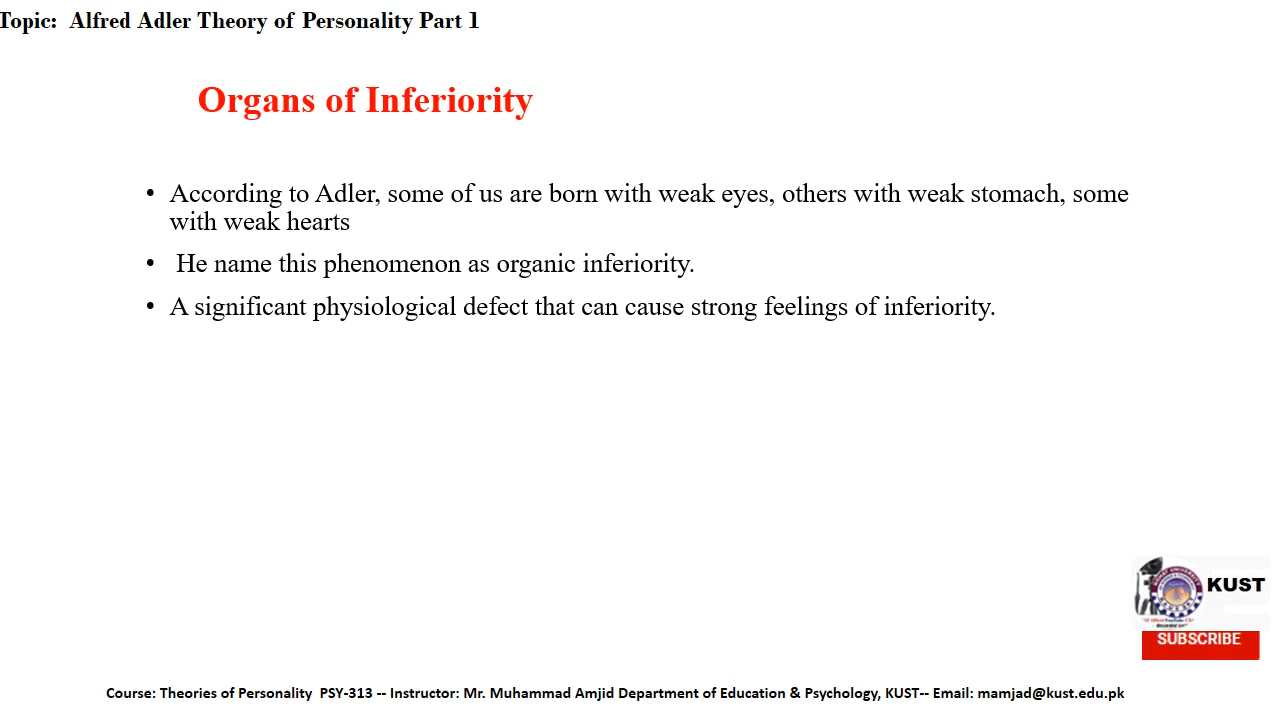 Topic: Alfred Adler Theory of Personality Part 1
Organs of Inferiority
• According to Adler, some of us are born with weak eyes, others with weak stomach, some
with weak hearts
• He name this phenomenon as organic inferiority.
• A significant physiological defect that can cause strong feelings of inferiority.
KUST
SUBSCRIBE
Course: Theories of Personality PSY-313 -- Instructor: Mr. Muhammad Amjid Department of Education & Psychology, KUST-- Email: mamjad@kust.edu.pk